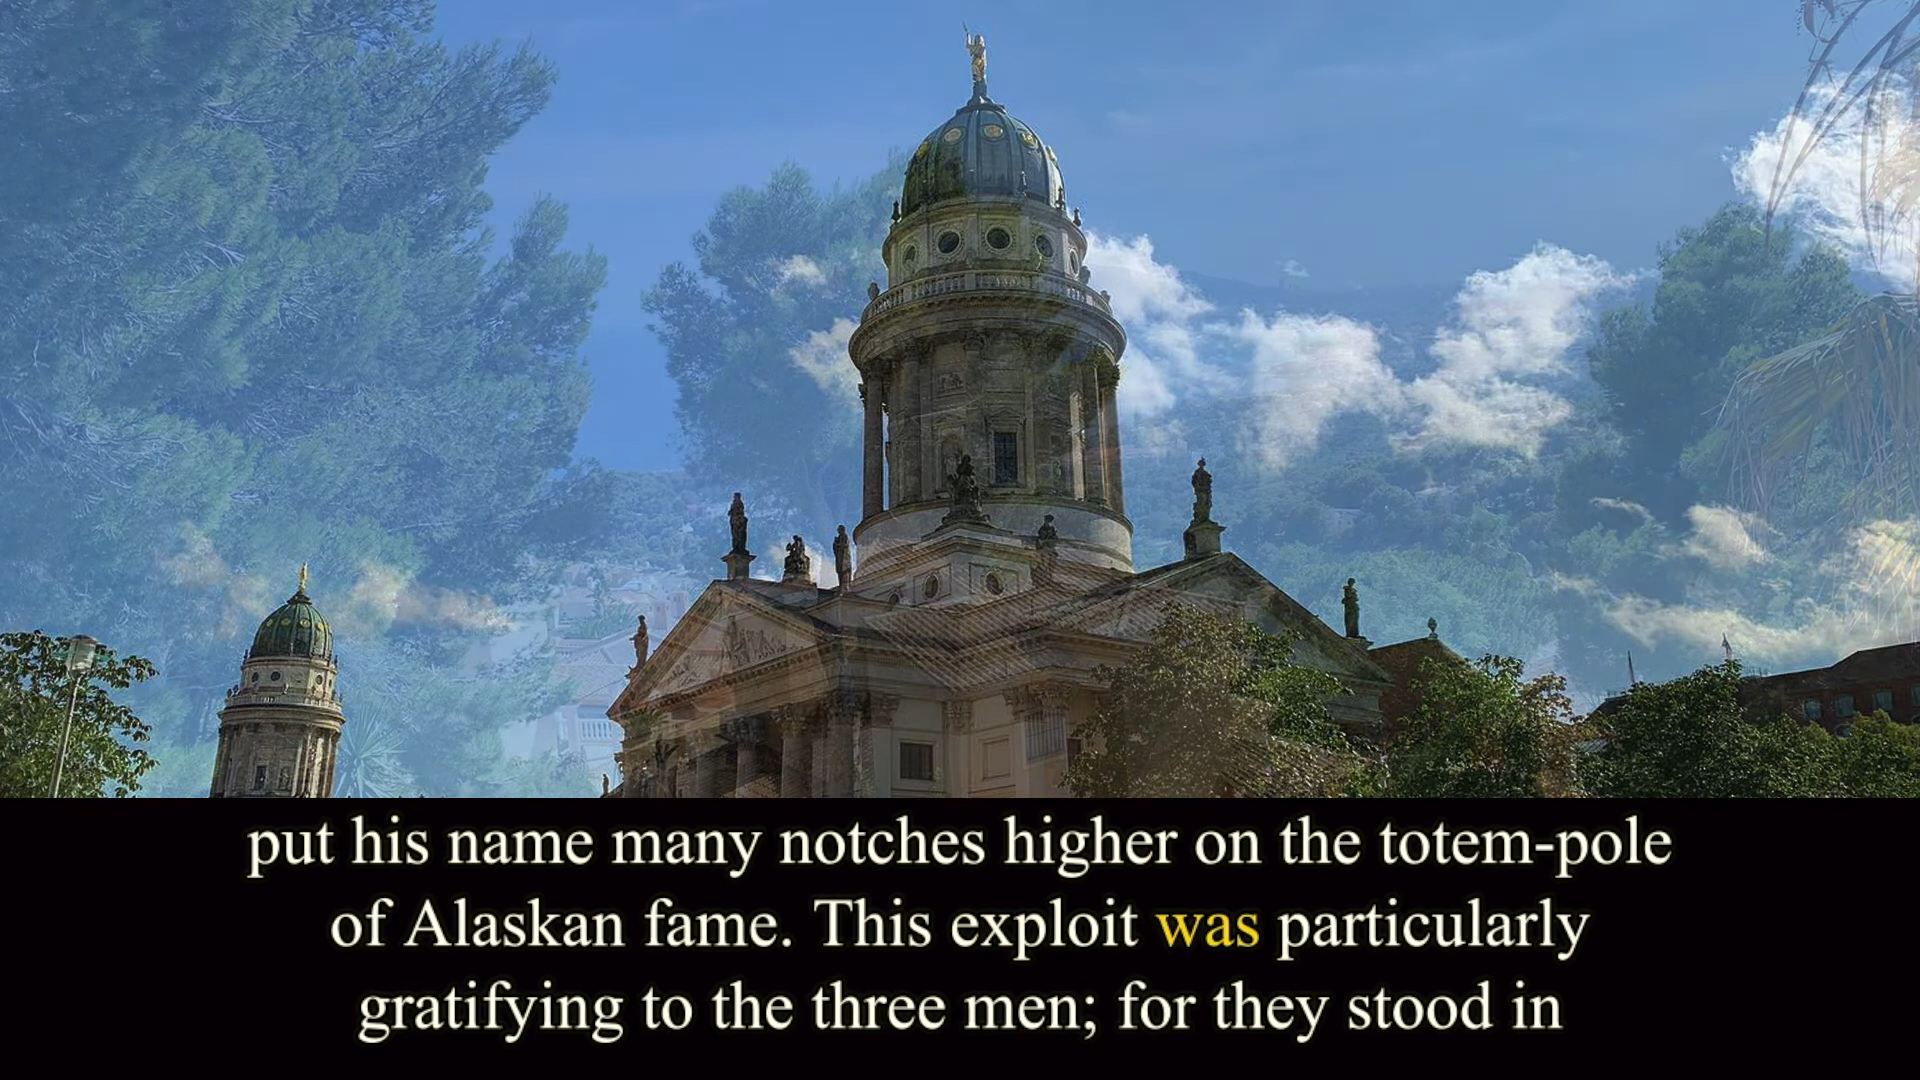 put his name many notches higher on the totem-pole
of Alaskan fame. This exploit was particularly
gratifying to the three men; for they stood in